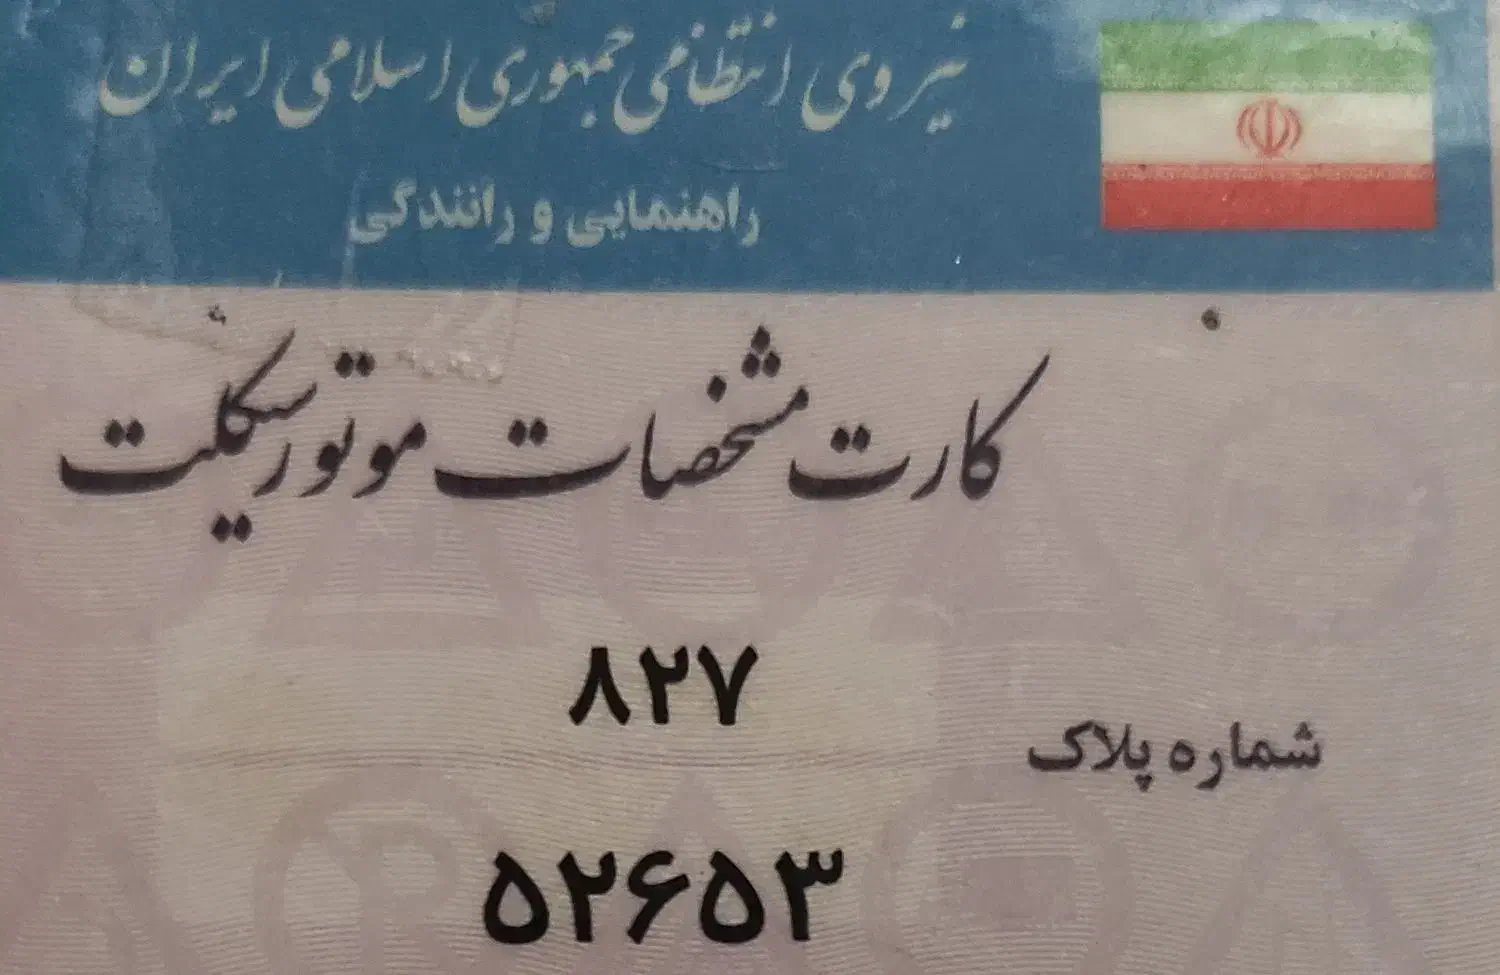 نیروی انتظامی جمهوری اسلامی ایران
راهنمایی و رانندگی
کارت مشخصات موتورسیکلت
۸۲۷
شماره پلاک
۵۲۶۵۳